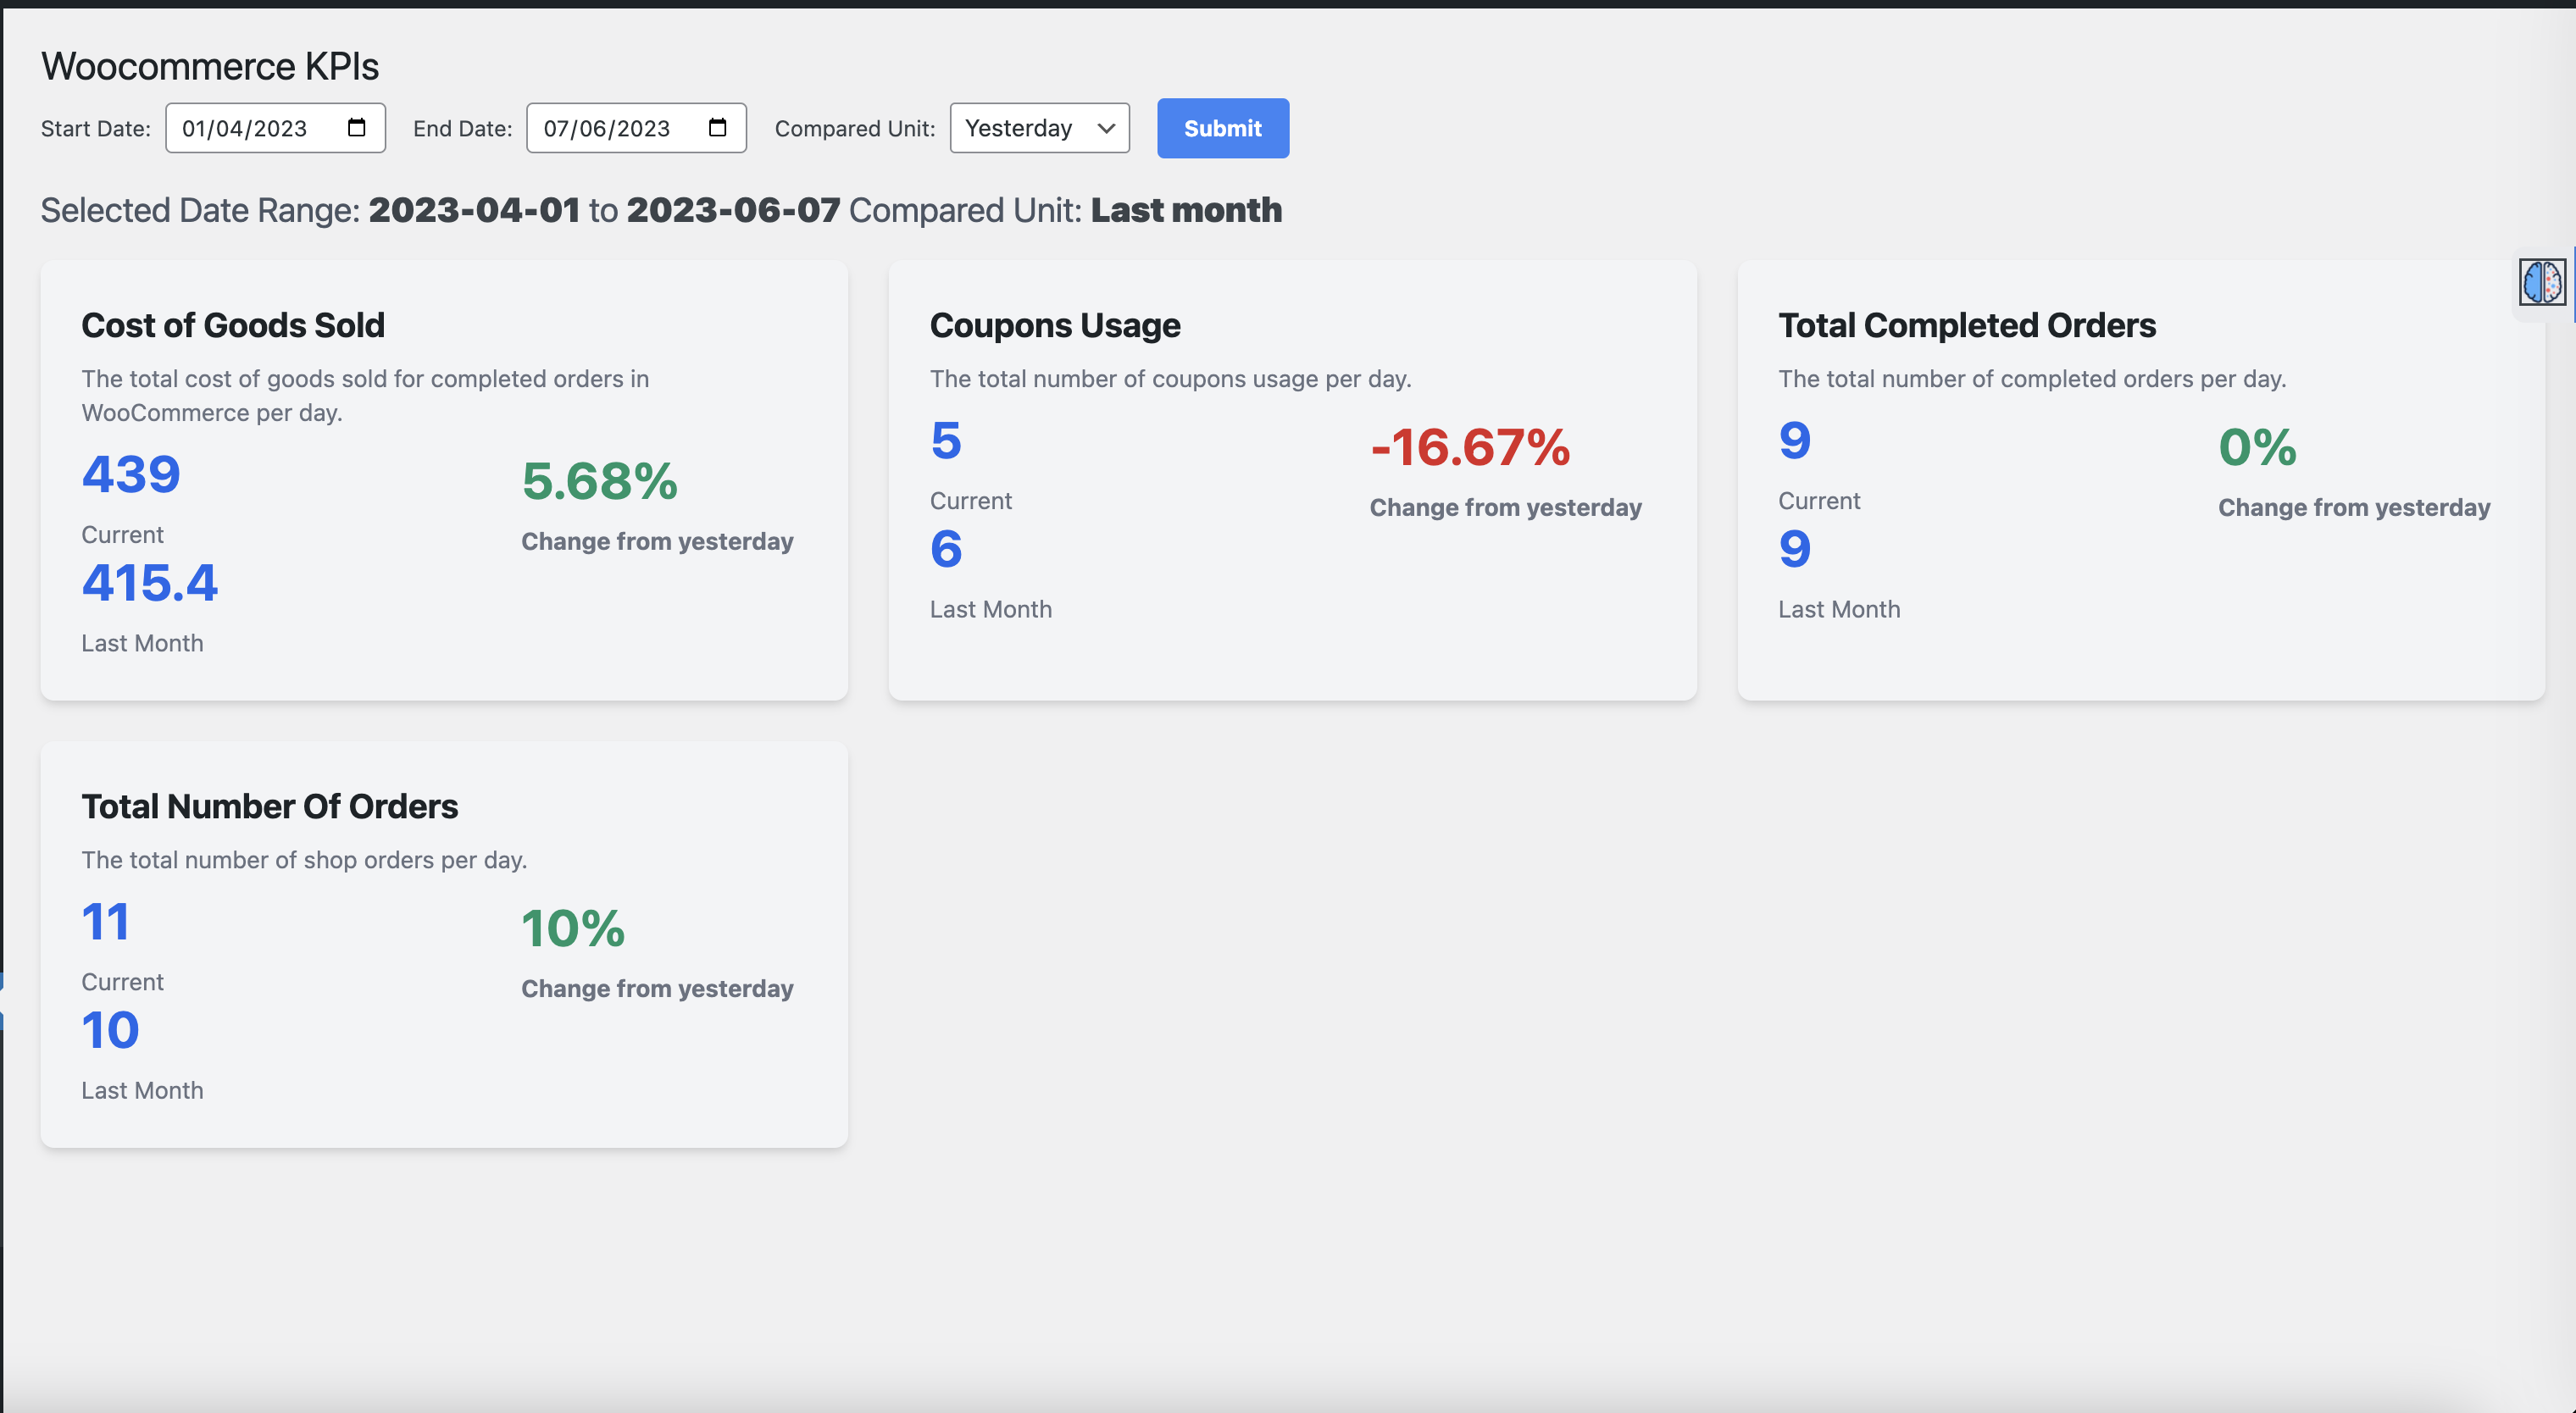 Woocommerce KPIs
Start Date: 01/04/2023 End Date: 07/06/2023 Compared Unit: Yesterday Submit
Selected Date Range: 2023-04-01 to 2023-06-07 Compared Unit: Last month
Cost of Goods Sold
The total cost of goods sold for completed orders in
WooCommerce per day.
439
Current
415.4
Last Month
5.68%
Change from yesterday
Coupons Usage
The total number of coupons usage per day.
5
Current
6
Last Month
-16.67%
Change from yesterday
Total Completed Orders
The total number of completed orders per day.
9
Current
9
Last Month
0%
Change from yesterday
Total Number Of Orders
The total number of shop orders per day.
11
Current
10
Last Month
10%
Change from yesterday